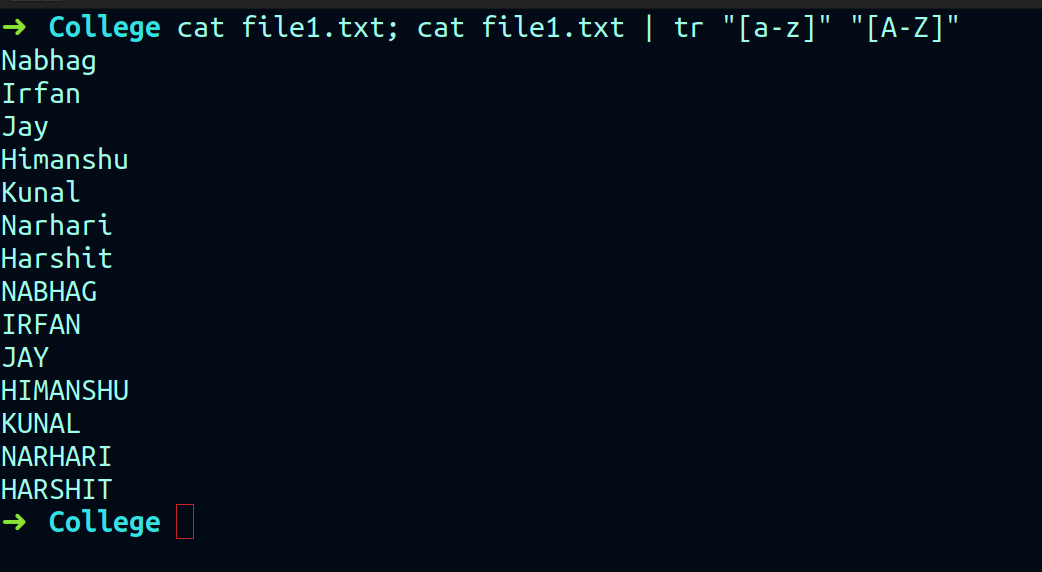 ➜ College cat file1.txt; cat file1.txt | tr "[a-z]" "[A-Z]"
Nabhag
Irfan
Jay
Himanshu
Kunal
Narhari
Harshit
NABHAG
IRFAN
JAY
HIMANSHU
KUNAL
NARHARI
HARSHIT
➜ College